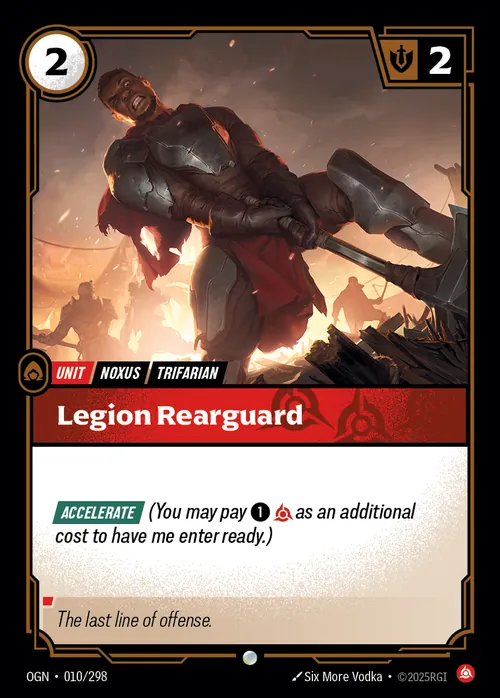 2
2
UNIT NOXUS TRIFARIAN
Legion Rearguard
ACCELERATE (You may pay 1 as an additional
cost to have me enter ready.)
The last line of offense.
OGN • 010/298 Six More Vodka • ©2025RGI